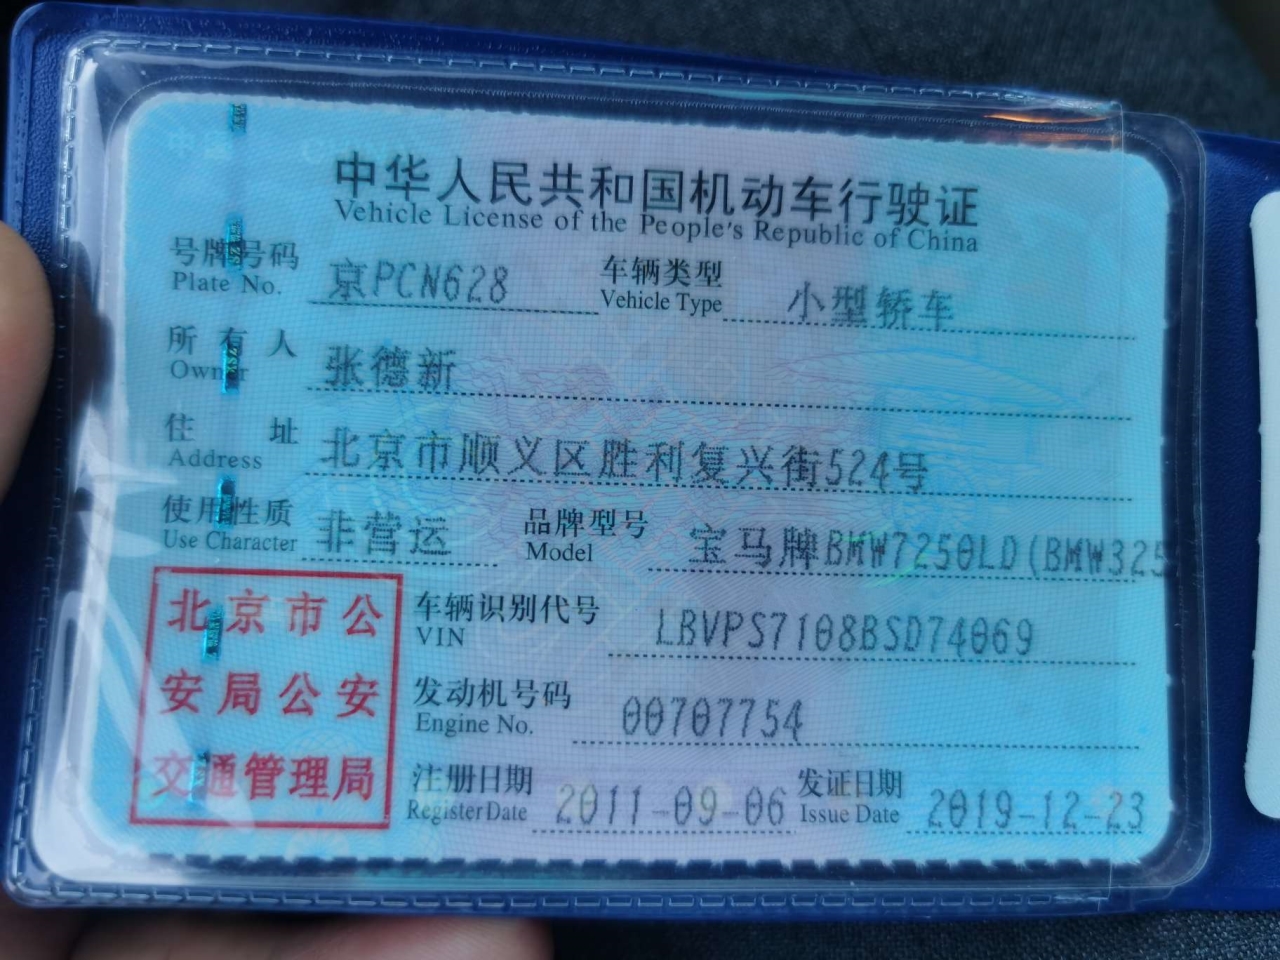 中华人民共和国机动车行驶证
Vehicle License of the People's Republic of China
号牌号码 京PCN628 车辆类型 小型轿车
Plate No. Vehicle Type
所有人 张德新
Owner
住址 北京市顺义区胜利复兴街524号
Address
使用性质 非营运 品牌型号 宝马牌BMW7250LD(BMW325
Use Character Model
北京市公
安局公安
交通管理局
车辆识别代号 LBVPS7108BSD74069
VIN
发动机号码 00707754
Engine No.
注册日期 2011-09-06 发证日期 2019-12-23
Register Date Issue Date